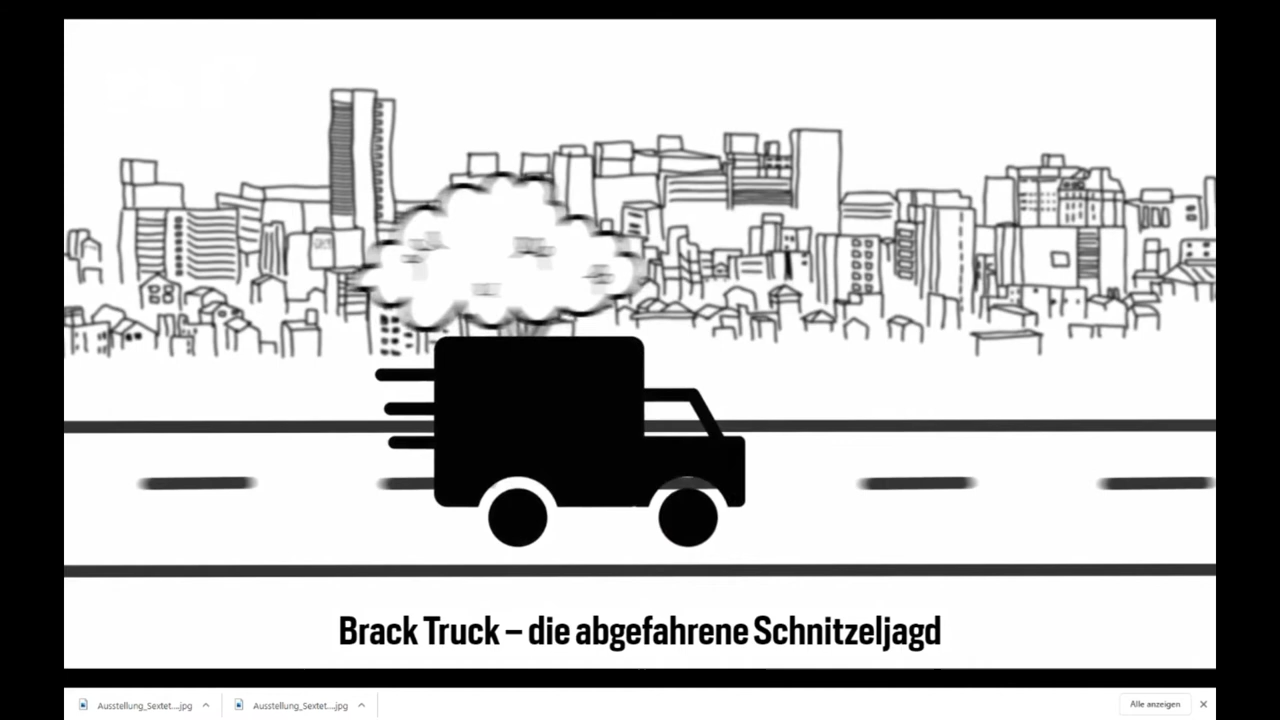 Brack Truck – die abgefahrene Schnitzeljagd
Ausstellung_Sextet....jpg
Ausstellung_Sextet....jpg
Alle anzeigen